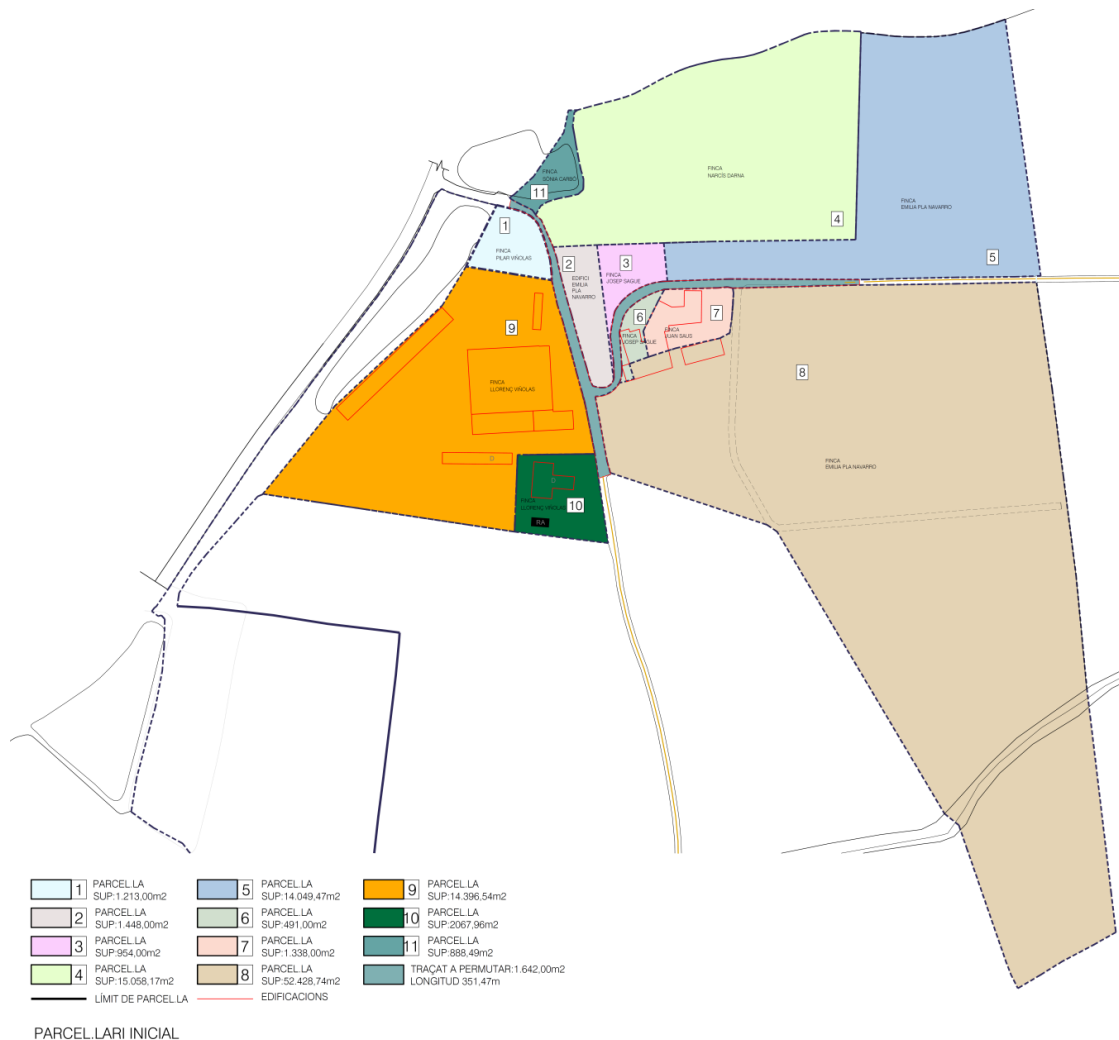 FINCA
SONIA CARBÓ
11
FINCA
NARCIS DARNA
4
FINCA
EMILIA PLA NAVARRO
5
1
FINCA
PILAR VIÑOLAS
2
EDIFICI
EMILIA
PLA
NAVARRO
3
FINCA
JOSEP SAGUE
6
FINCA
JOSEP SAGUE
7
FINCA
JUAN SALIS
8
FINCA
EMILIA PLA NAVARRO
9
FINCA
LLORENÇ VIÑOLAS
10
FINCA
LLORENÇ VIÑOLAS
RA
1 PARCEL.LA
SUP:1.213,00m2
2 PARCEL.LA
SUP:1.448,00m2
3 PARCEL.LA
SUP:954,00m2
4 PARCEL.LA
SUP:15.058,17m2
LÍMIT DE PARCEL.LA
5 PARCEL.LA
SUP:14.049,47m2
6 PARCEL.LA
SUP:491,00m2
7 PARCEL.LA
SUP:1.338,00m2
8 PARCEL.LA
SUP:52.428,74m2
EDIFICACIONS
9 PARCEL.LA
SUP:14.396,54m2
10 PARCEL.LA
SUP:2067,96m2
11 PARCEL.LA
SUP:888,49m2
TRAÇAT A PERMUTAR:1.642,00m2
LONGITUD 351,47m
PARCEL.LARI INICIAL